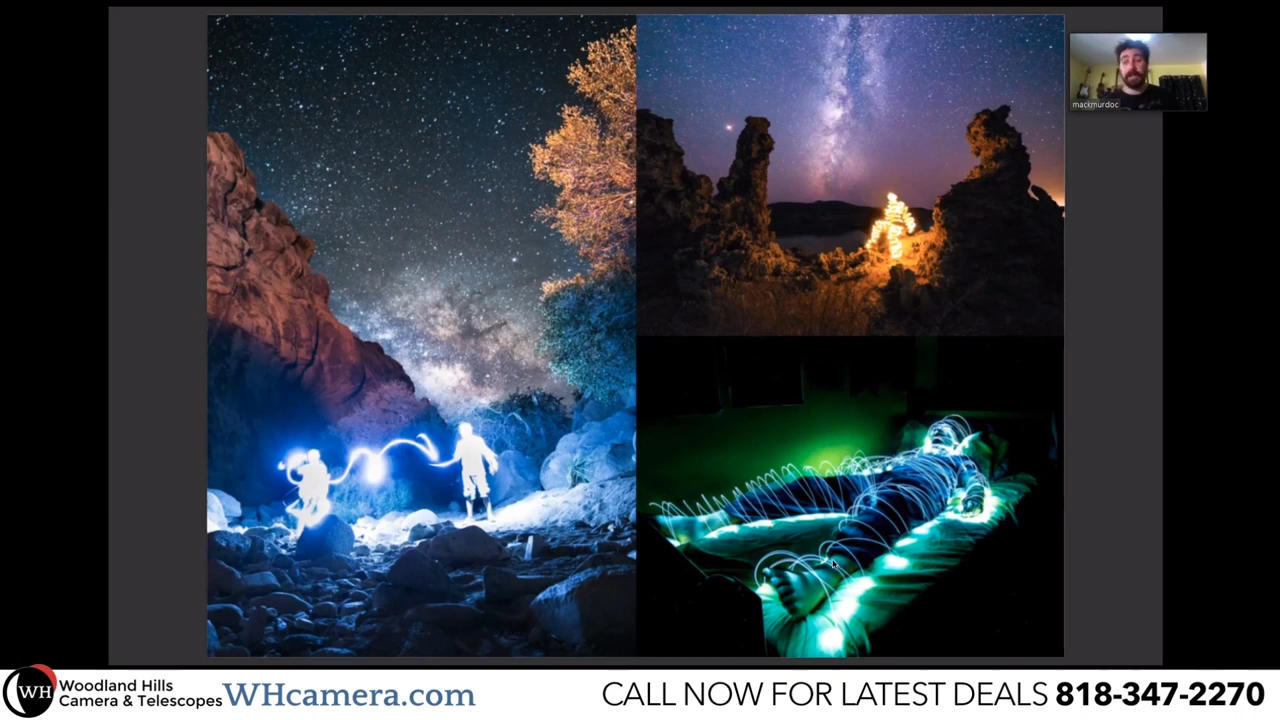 mackmurdoc
WH
Woodland Hills
Camera & Telescopes
WHcamera.com
CALL NOW FOR LATEST DEALS 818-347-2270